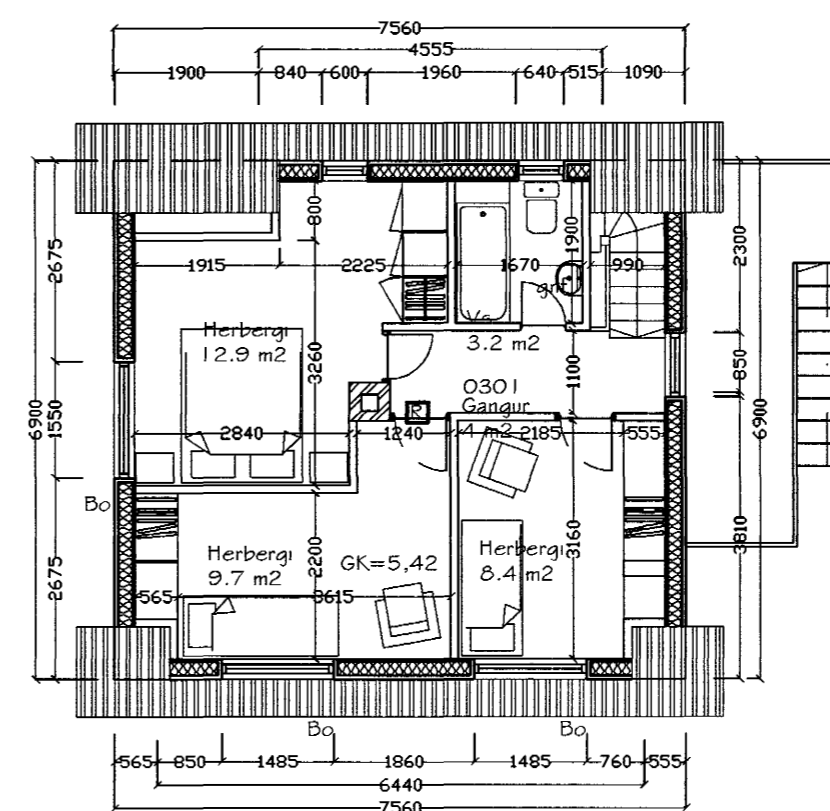 7560
4555
1900 840 600 1960 640 515 1090
800
1900
2675
2300
1915 2225 1670 990
gnf
Herbergi
12.9 m2
3.2 m2
3260
1100
850
0301
Gangur
6900
1550
6900
R
2840 1240 2185 555
Bo
3810
2200
3160
Herbergi
9.7 m2
GK=5,42
Herbergi
8.4 m2
2675
565 3615
Bo
Bo
565 850 1485 1860 1485 760 555
6440
7560